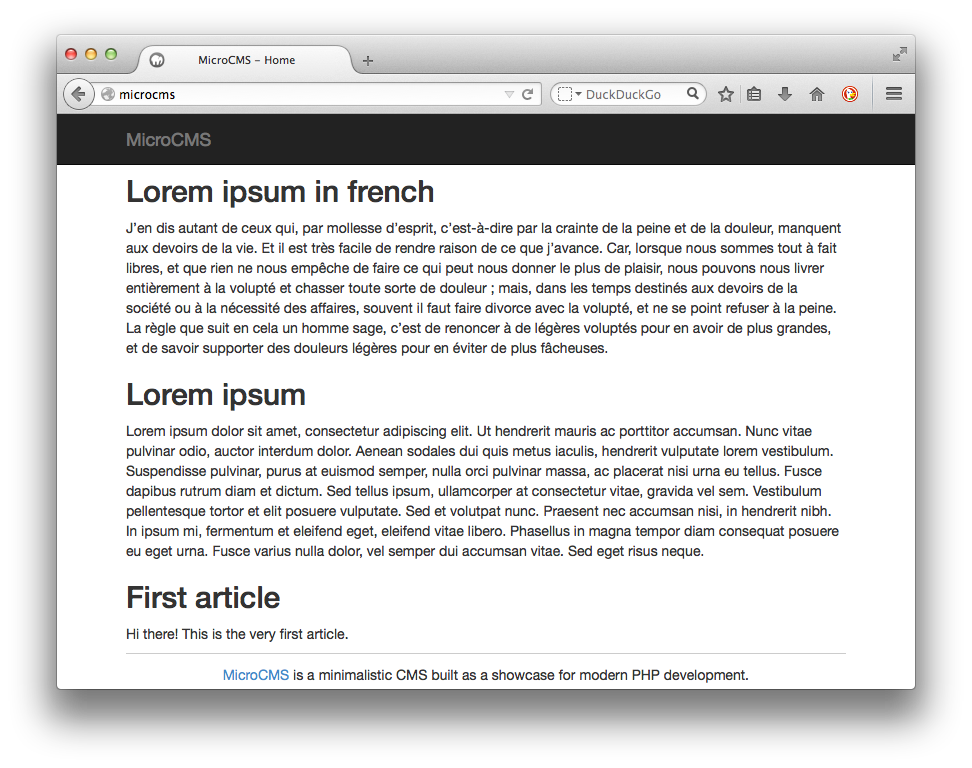 MicroCMS – Home
microcms
DuckDuckGo
MicroCMS
Lorem ipsum in french
J’en dis autant de ceux qui, par mollesse d’esprit, c’est-à-dire par la crainte de la peine et de la douleur, manquent
aux devoirs de la vie. Et il est très facile de rendre raison de ce que j’avance. Car, lorsque nous sommes tout à fait
libres, et que rien ne nous empêche de faire ce qui peut nous donner le plus de plaisir, nous pouvons nous livrer
entièrement à la volupté et chasser toute sorte de douleur ; mais, dans les temps destinés aux devoirs de la
société ou à la nécessité des affaires, souvent il faut faire divorce avec la volupté, et ne se point refuser à la peine.
La règle que suit en cela un homme sage, c’est de renoncer à de légères voluptés pour en avoir de plus grandes,
et de savoir supporter des douleurs légères pour en éviter de plus fâcheuses.
Lorem ipsum
Lorem ipsum dolor sit amet, consectetur adipiscing elit. Ut hendrerit mauris ac porttitor accumsan. Nunc vitae
pulvinar odio, auctor interdum dolor. Aenean sodales dui quis metus iaculis, hendrerit vulputate lorem vestibulum.
Suspendisse pulvinar, purus at euismod semper, nulla orci pulvinar massa, ac placerat nisi urna eu tellus. Fusce
dapibus rutrum diam et dictum. Sed tellus ipsum, ullamcorper at consectetur vitae, gravida vel sem. Vestibulum
pellentesque tortor et elit posuere vulputate. Sed et volutpat nunc. Praesent nec accumsan nisi, in hendrerit nibh.
In ipsum mi, fermentum et eleifend eget, eleifend vitae libero. Phasellus in magna tempor diam consequat posuere
eu eget urna. Fusce varius nulla dolor, vel semper dui accumsan vitae. Sed eget risus neque.
First article
Hi there! This is the very first article.
MicroCMS is a minimalistic CMS built as a showcase for modern PHP development.